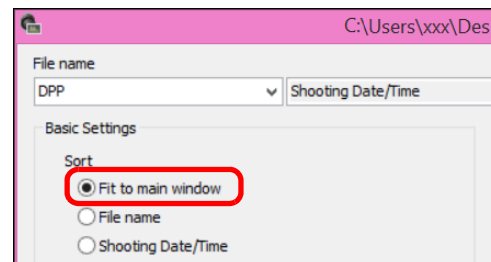 C:\Users\xxx\Des
File name
DPP Shooting Date/Time
Basic Settings
Sort
Fit to main window
File name
Shooting Date/Time